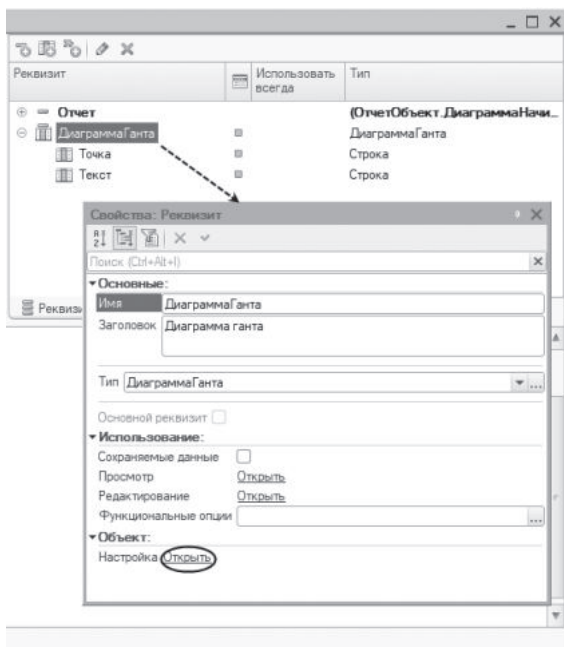 Реквизит
Использовать всегда
Тип
Отчет
(ОтчетОбъект.ДиаграммаНачи...
ДиаграммаГанта
ДиаграммаГанта
Точка
Строка
Текст
Строка
Свойства: Реквизит
Поиск (Ctrl+Alt+I)
Основные:
Имя ДиаграммаГанта
Заголовок Диаграмма ганта
Реквизи
Тип ДиаграммаГанта
Основной реквизит
Использование:
Сохраняемые данные
Просмотр Открыть
Редактирование Открыть
Функциональные опции
Объект:
Настройка Открыть